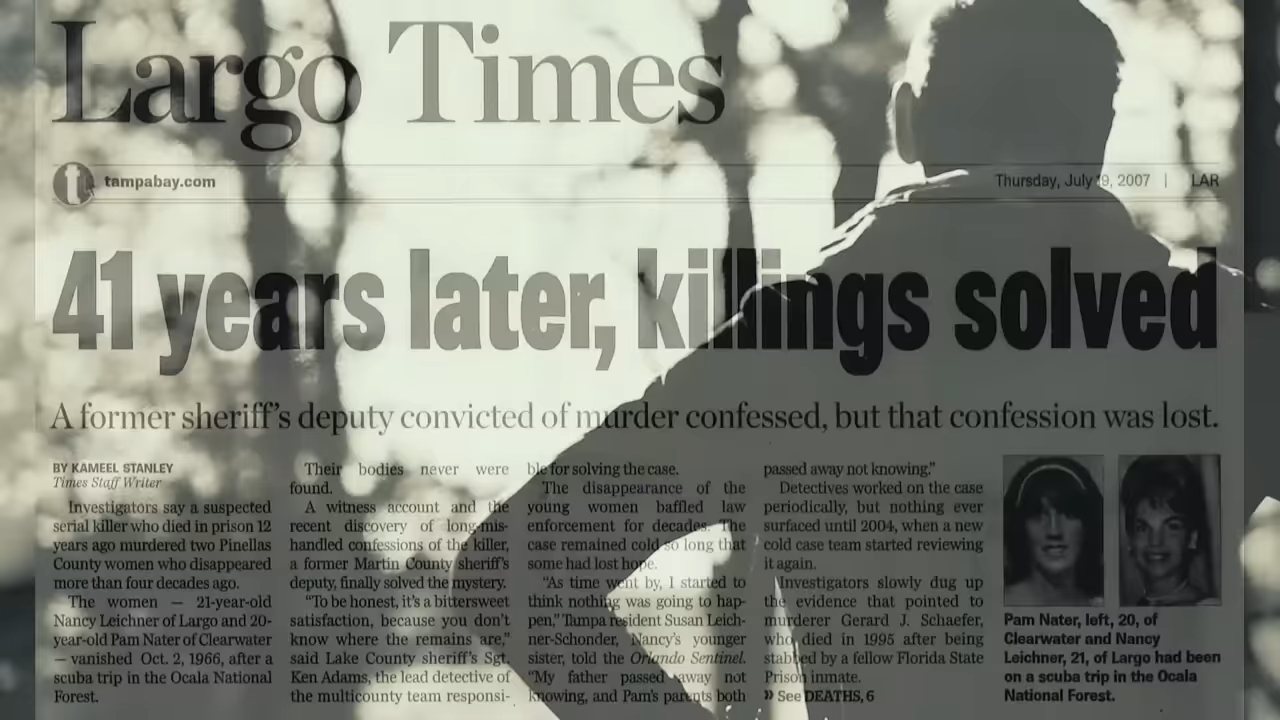 Largo Times
t tampabay.com
Thursday, July 19, 2007 | LAR
41 years later, killings solved
A former sheriff's deputy convicted of murder confessed, but that confession was lost.
BY KAMEEL STANLEY
Times Staff Writer
Investigators say a suspected
serial killer who died in prison 12
years ago murdered two Pinellas
County women who disappeared
more than four decades ago.
The women — 21-year-old
Nancy Leichner of Largo and 20-
year-old Pam Nater of Clearwater
— vanished Oct. 2, 1966, after a
scuba trip in the Ocala National
Forest.
Their bodies never were
found.
A witness account and the
recent discovery of long-mis-
handled confessions of the killer,
a former Martin County sheriff's
deputy, finally solved the mystery.
“To be honest, it's a bittersweet
satisfaction, because you don't
know where the remains are,”
said Lake County sheriff's Sgt.
Ken Adams, the lead detective of
the multicounty team responsi-
ble for solving the case.
The disappearance of the
young women baffled law
enforcement for decades. The
case remained cold so long that
some had lost hope.
“As time went by, I started to
think nothing was going to hap-
pen,” Tampa resident Susan Leich-
ner-Schonder, Nancy's younger
sister, told the Orlando Sentinel.
“My father passed away not
knowing, and Pam's parents both
passed away not knowing.”
Detectives worked on the case
periodically, but nothing ever
surfaced until 2004, when a new
cold case team started reviewing
it again.
Investigators slowly dug up
the evidence that pointed to
murderer Gerard J. Schaefer,
who died in 1995 after being
stabbed by a fellow Florida State
Prison inmate.
» See DEATHS, 6
Pam Nater, left, 20, of
Clearwater and Nancy
Leichner, 21, of Largo had been
on a scuba trip in the Ocala
National Forest.